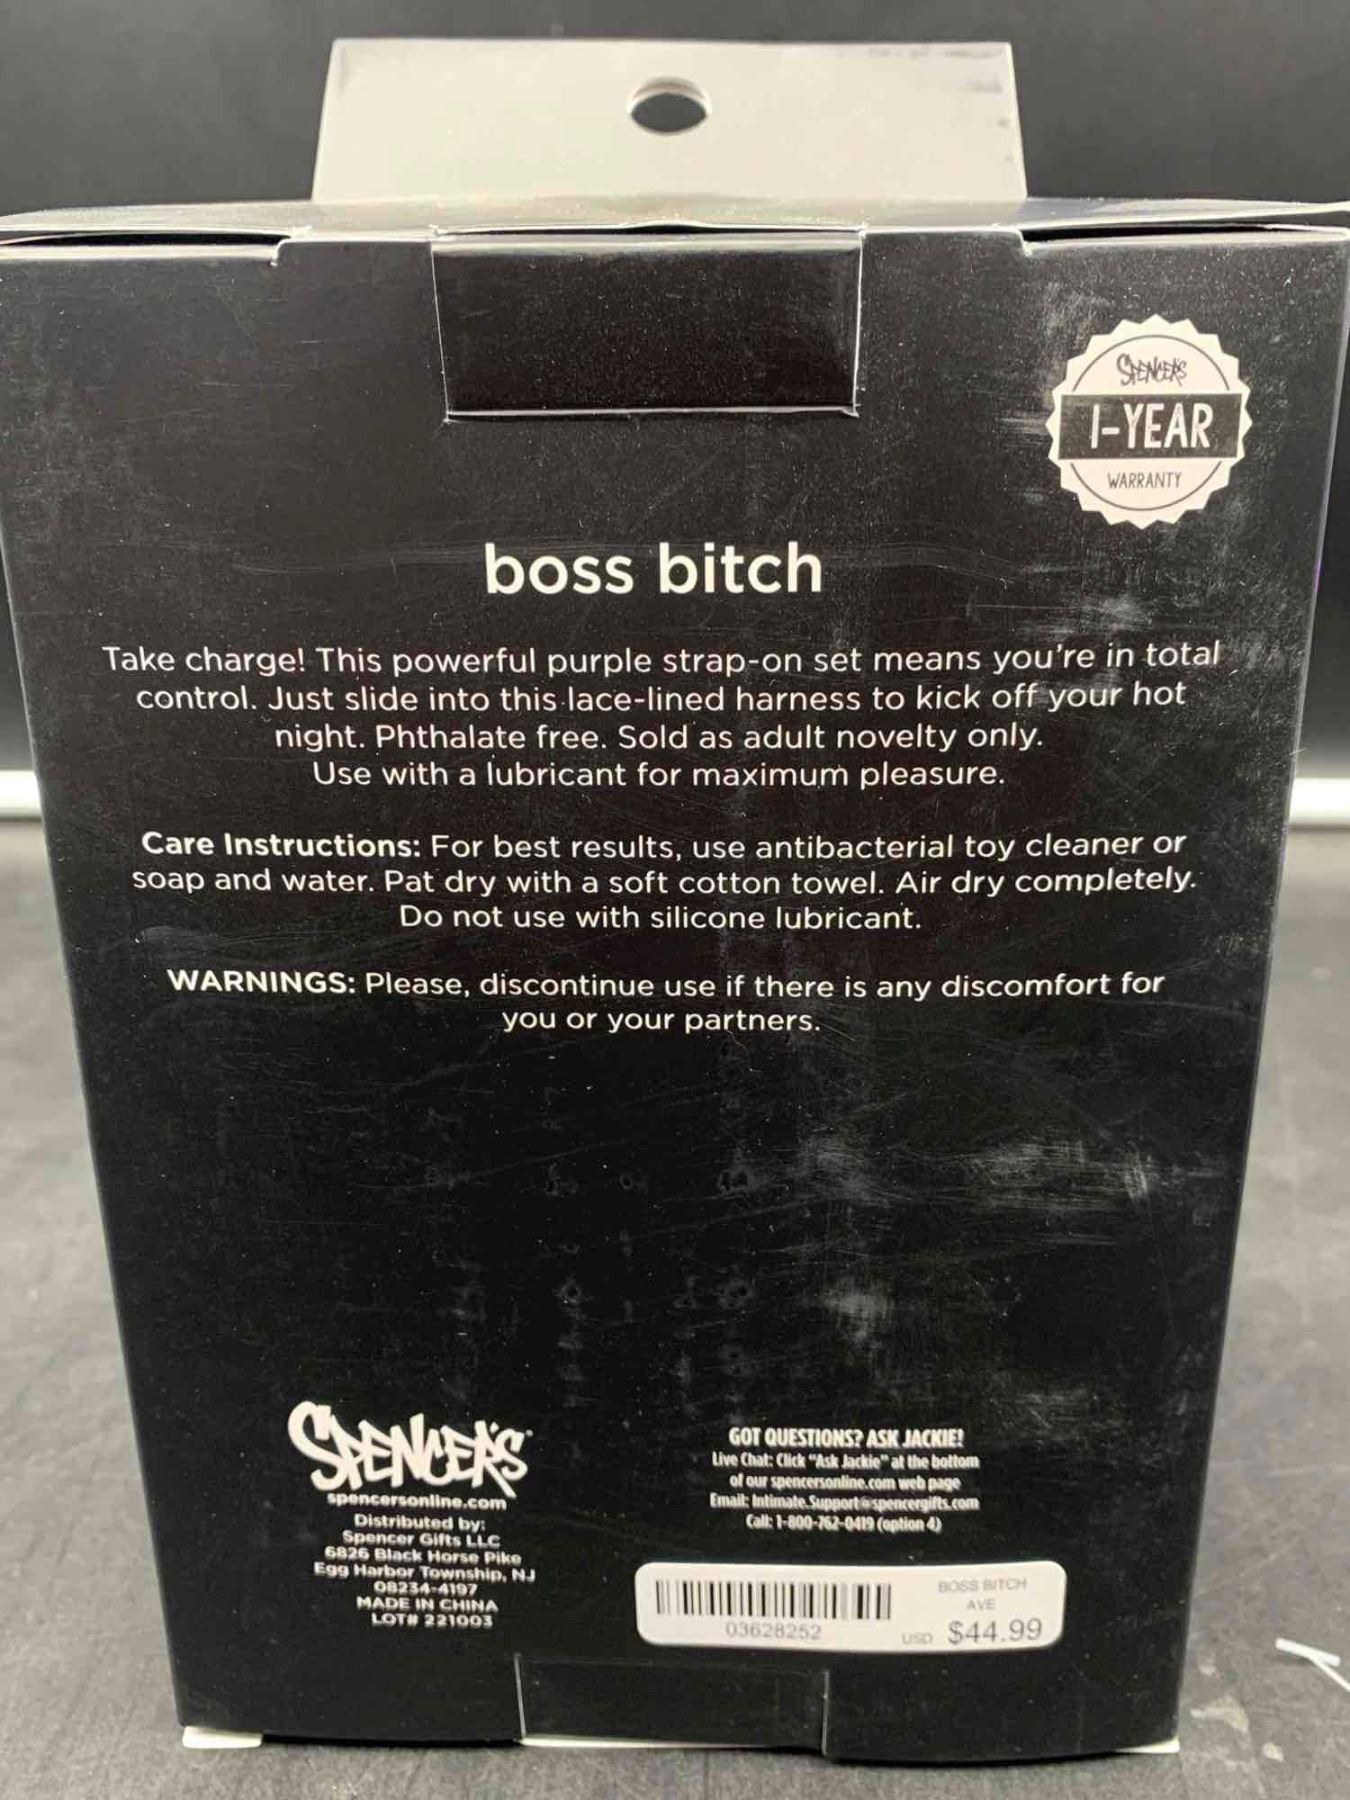 SPENCER'S
1-YEAR
WARRANTY
boss bitch
Take charge! This powerful purple strap-on set means you're in total
control. Just slide into this lace-lined harness to kick off your hot
night. Phthalate free. Sold as adult novelty only.
Use with a lubricant for maximum pleasure.
Care Instructions: For best results, use antibacterial toy cleaner or
soap and water. Pat dry with a soft cotton towel. Air dry completely.
Do not use with silicone lubricant.
WARNINGS: Please, discontinue use if there is any discomfort for
you or your partners.
SPENCER'S
spencersonline.com
Distributed by:
Spencer Gifts LLC
6826 Black Horse Pike
Egg Harbor Township, NJ
08234-4197
MADE IN CHINA
LOT# 221003
GOT QUESTIONS? ASK JACKIE!
Live Chat: Click "Ask Jackie" at the bottom
of our spencersonline.com web page
Email: Intimate.Support@spencergifts.com
Call: 1-800-762-0419 (option 4)
03628252
BOSS BITCH
AVE
USD $44.99